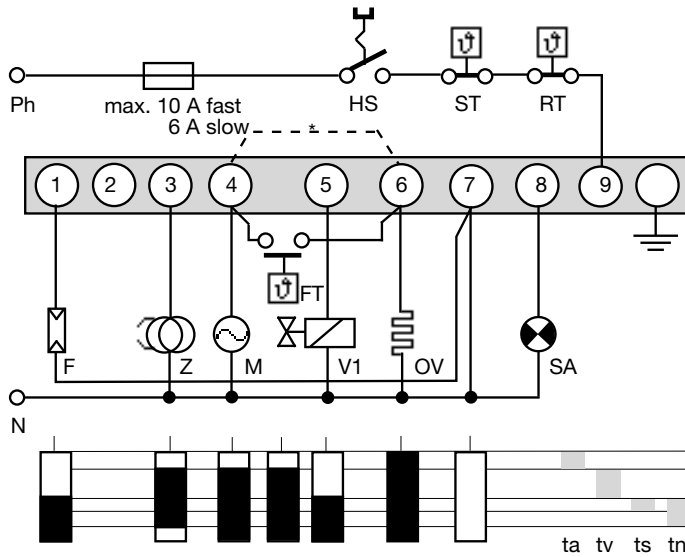 ϑ ϑ
Ph
max. 10 A fast
6 A slow
HS ST RT
*
1 2 3 4 5 6 7 8 9
ϑ
FT
F Z M V1 OV SA
N
ta tv ts tn